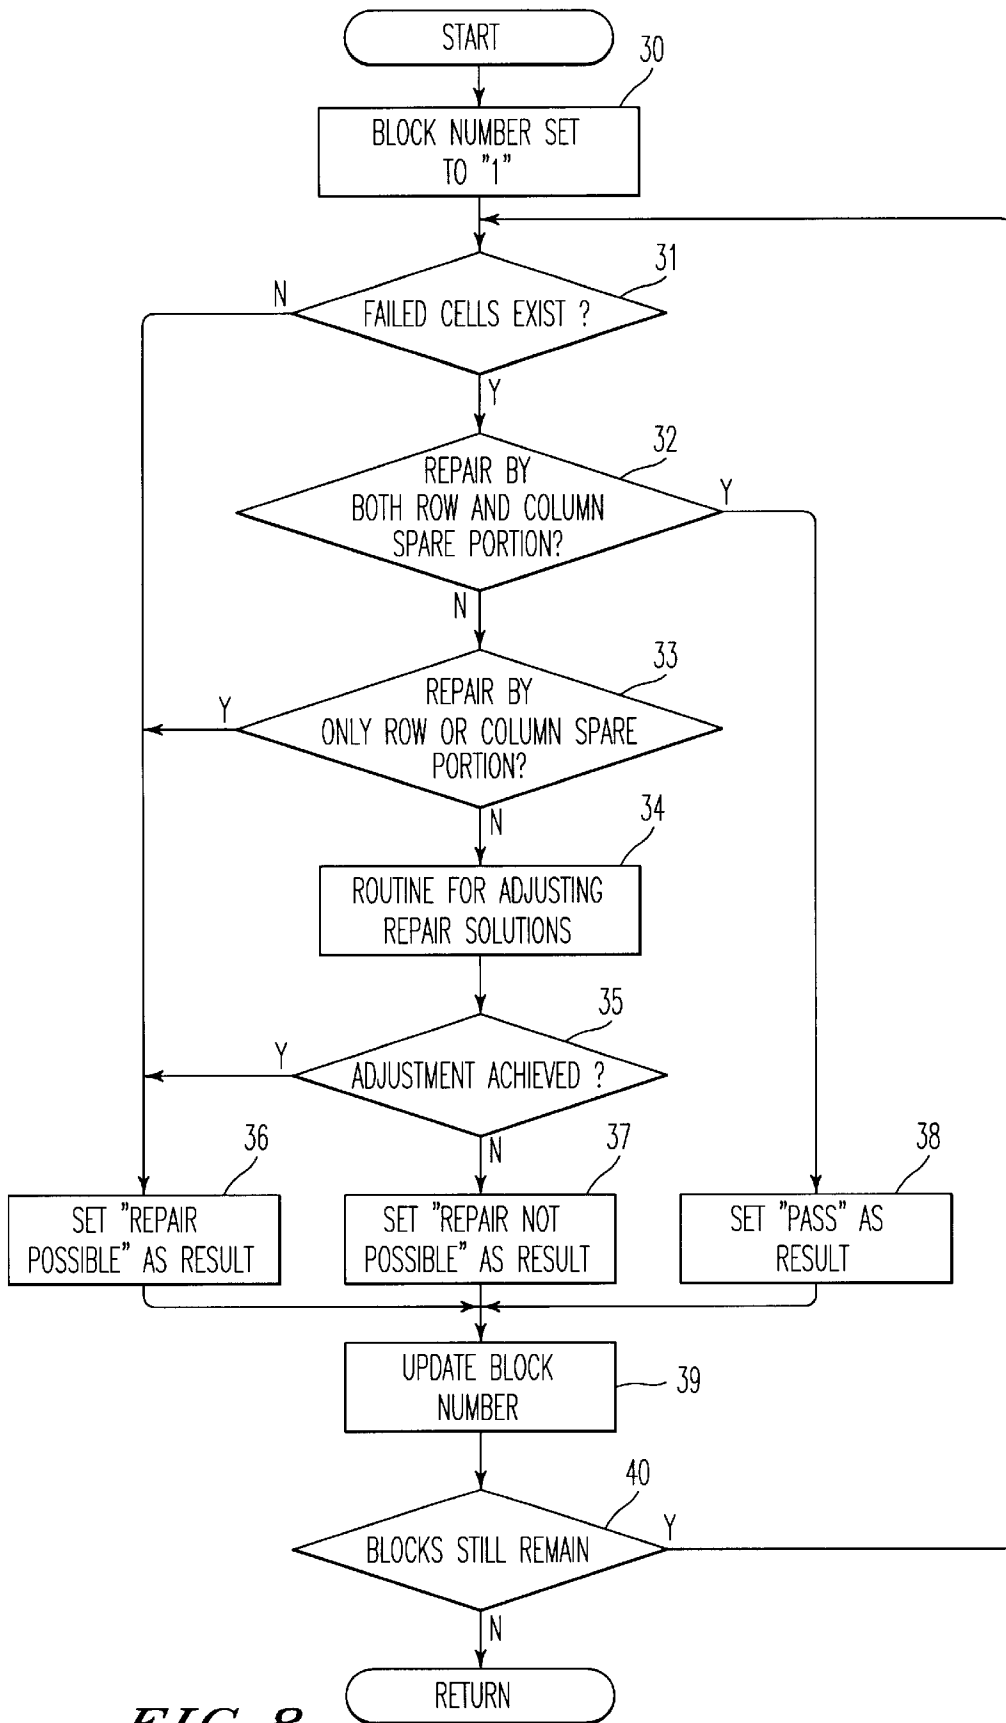 START
30
BLOCK NUMBER SET
TO "1"
31
N
FAILED CELLS EXIST ?
Y
32
REPAIR BY
BOTH ROW AND COLUMN
SPARE PORTION?
Y
N
33
REPAIR BY
ONLY ROW OR COLUMN SPARE
PORTION?
Y
N
34
ROUTINE FOR ADJUSTING
REPAIR SOLUTIONS
35
Y
ADJUSTMENT ACHIEVED ?
N
36
SET "REPAIR
POSSIBLE" AS RESULT
37
SET "REPAIR NOT
POSSIBLE" AS RESULT
38
SET "PASS" AS
RESULT
UPDATE BLOCK
NUMBER
39
40
BLOCKS STILL REMAIN
Y
N
RETURN
FIG. 8